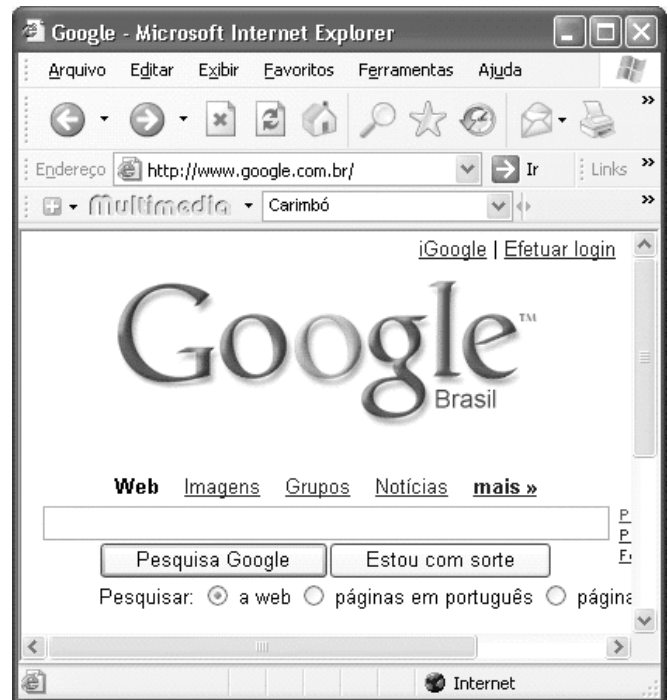 Google - Microsoft Internet Explorer
Arquivo Editar Exibir Favoritos Ferramentas Ajuda
Endereço http://www.google.com.br/ Ir Links »
Multimedia Carimbó »
iGoogle | Efetuar login
Google™
Brasil
Web Imagens Grupos Notícias mais »
Pesquisa Google Estou com sorte
Pesquisar: a web páginas em português página
Internet